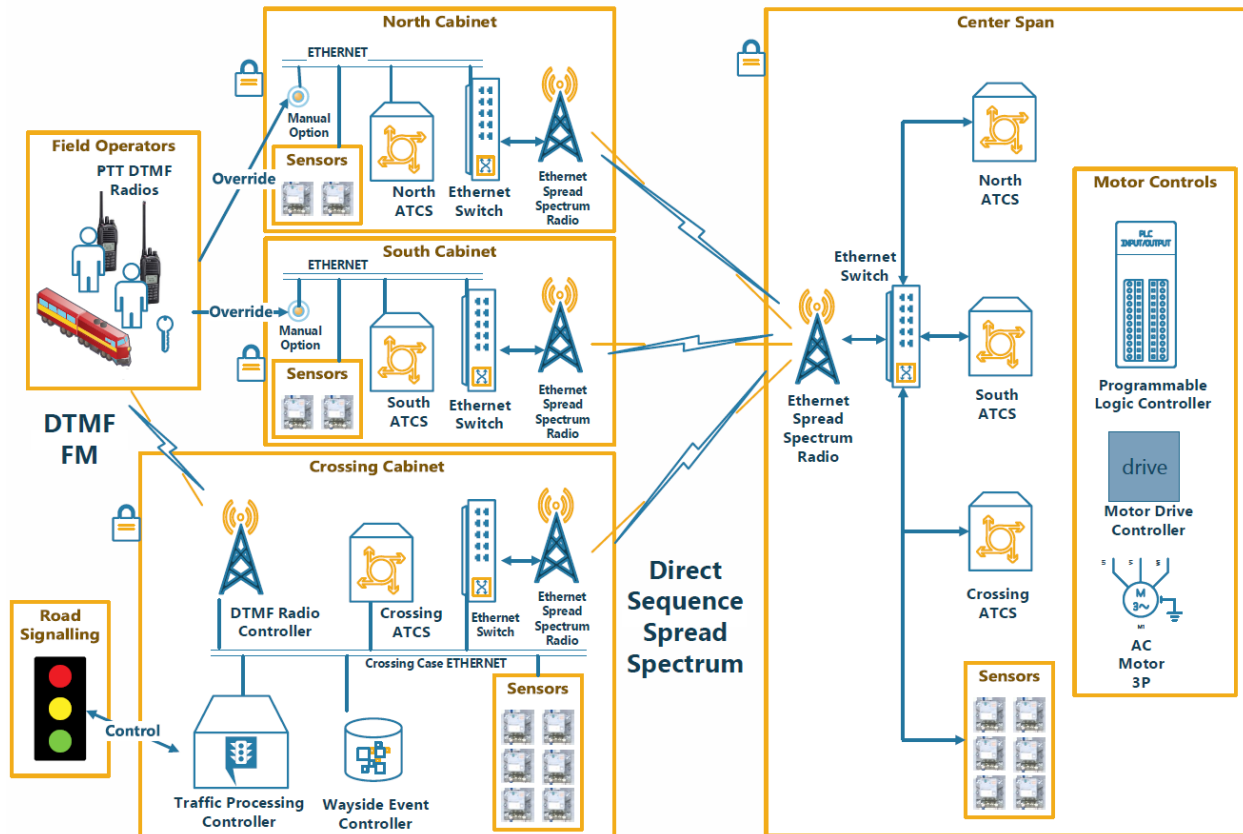 North Cabinet
ETHERNET
Manual
Option
Sensors
North
ATCS
Ethernet
Switch
Ethernet
Spread
Spectrum
Radio
Field Operators
PTT DTMF
Radios
Override
Override
South Cabinet
ETHERNET
Manual
Option
Sensors
South
ATCS
Ethernet
Switch
Ethernet
Spread
Spectrum
Radio
DTMF
FM
Crossing Cabinet
DTMF Radio
Controller
Crossing
ATCS
Ethernet
Switch
Ethernet
Spread
Spectrum
Radio
Crossing Case ETHERNET
Sensors
Traffic Processing
Controller
Wayside Event
Controller
Road
Signalling
Control
Direct
Sequence
Spread
Spectrum
Center Span
Ethernet
Spread
Spectrum
Radio
Ethernet
Switch
North
ATCS
South
ATCS
Crossing
ATCS
Sensors
Motor Controls
PLC
INPUT/OUTPUT
Programmable
Logic Controller
drive
Motor Drive
Controller
M
3~
M1
AC
Motor
3P